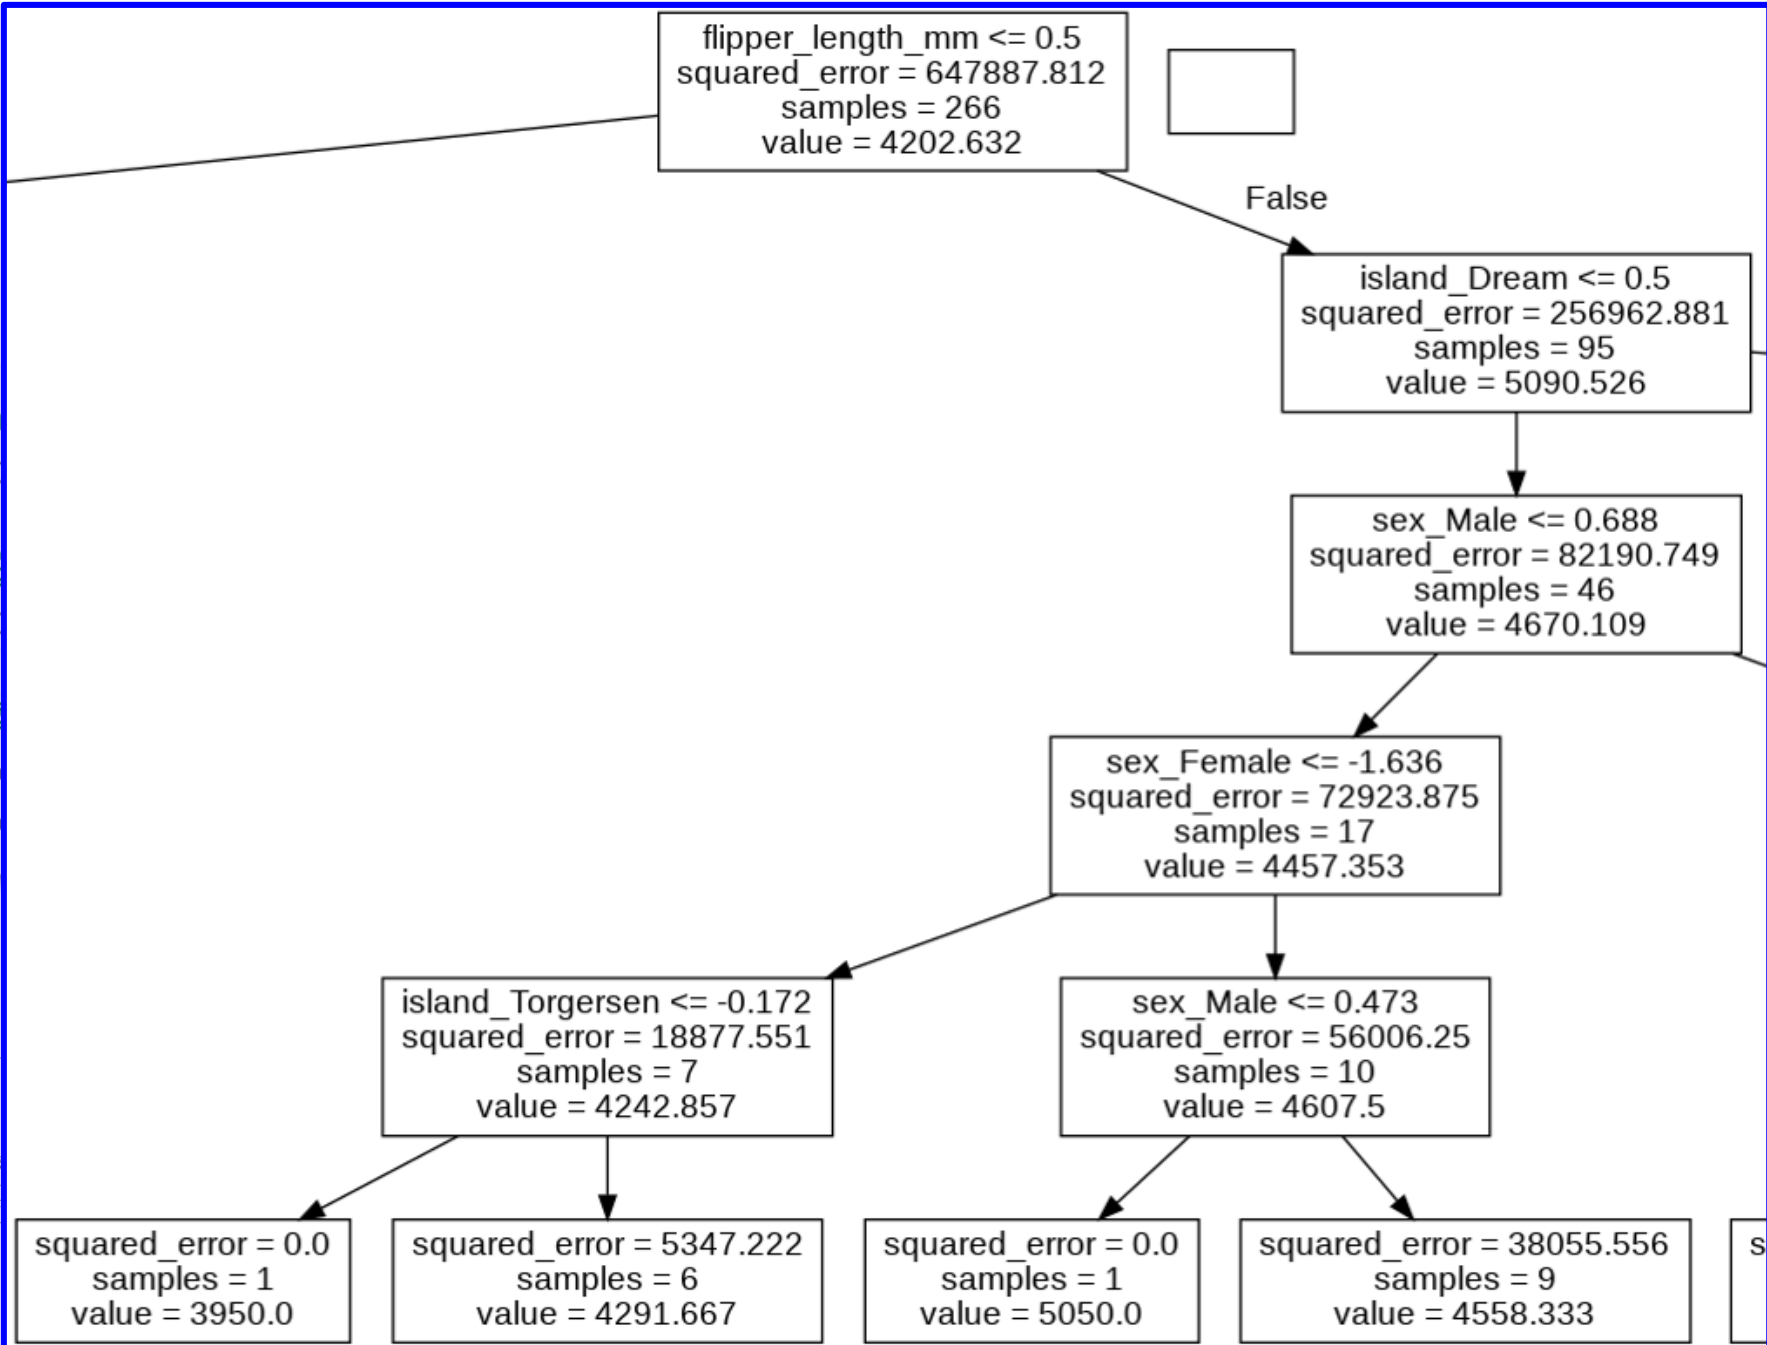 flipper_length_mm <= 0.5
squared_error = 647887.812
samples = 266
value = 4202.632
False
island_Dream <= 0.5
squared_error = 256962.881
samples = 95
value = 5090.526
sex_Male <= 0.688
squared_error = 82190.749
samples = 46
value = 4670.109
sex_Female <= -1.636
squared_error = 72923.875
samples = 17
value = 4457.353
island_Torgersen <= -0.172
squared_error = 18877.551
samples = 7
value = 4242.857
sex_Male <= 0.473
squared_error = 56006.25
samples = 10
value = 4607.5
squared_error = 0.0
samples = 1
value = 3950.0
squared_error = 5347.222
samples = 6
value = 4291.667
squared_error = 0.0
samples = 1
value = 5050.0
squared_error = 38055.556
samples = 9
value = 4558.333